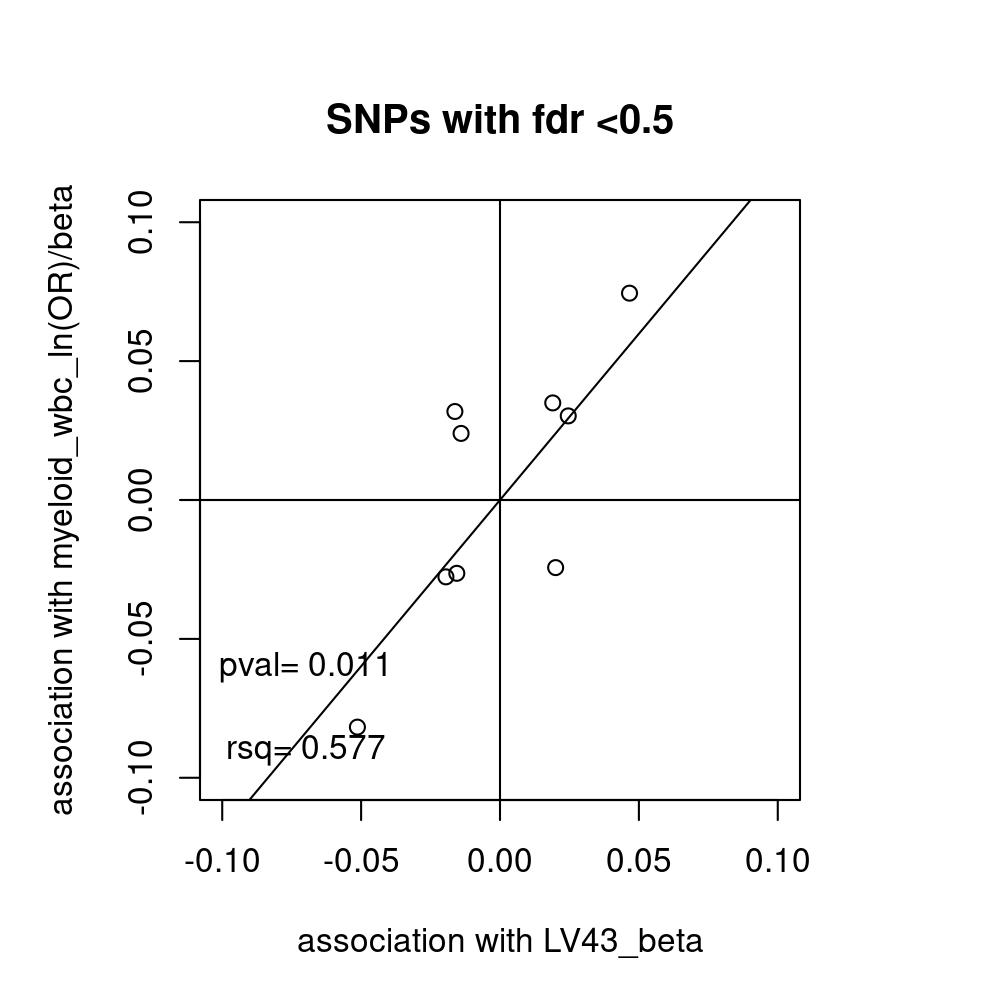 SNPs with fdr <0.5
association with myeloid_wbc_ln(OR)/beta
0.10
0.05
0.00
-0.05
-0.10
pval= 0.011
rsq= 0.577
-0.10 -0.05 0.00 0.05 0.10
association with LV43_beta